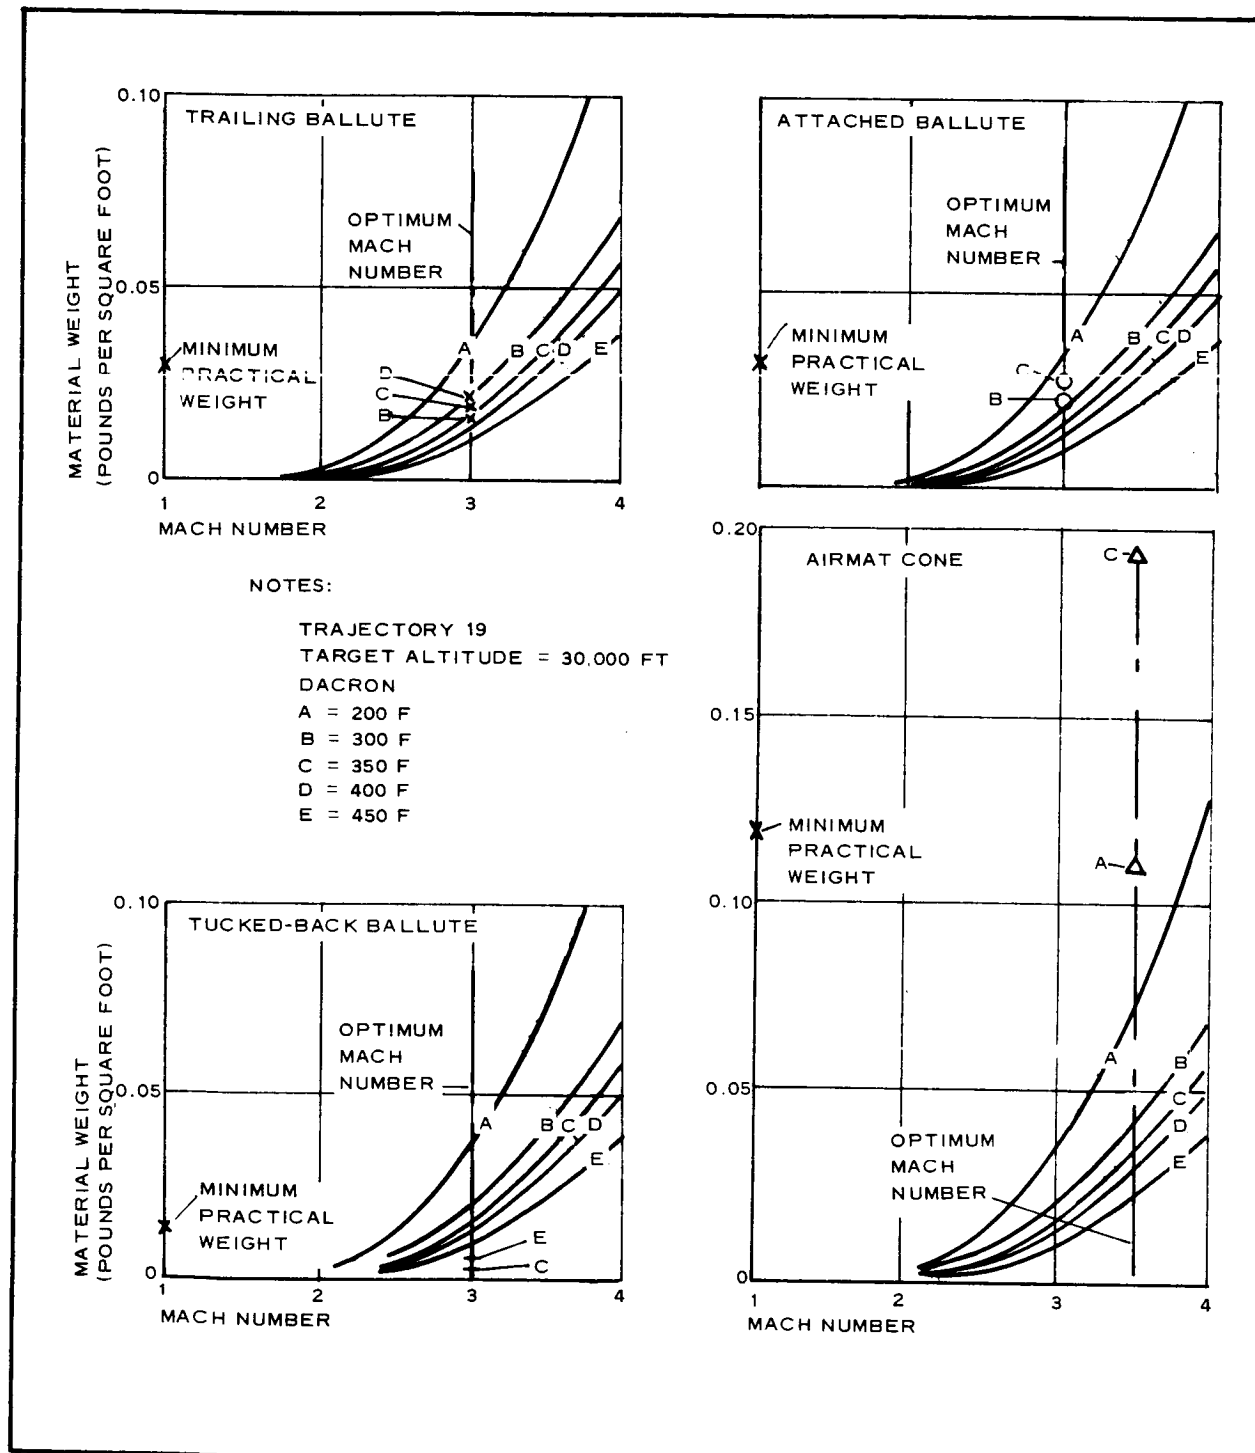 0.10
TRAILING BALLUTE
OPTIMUM
MACH
NUMBER
0.05
MINIMUM
PRACTICAL
WEIGHT
A
B
C
D
E
D
C
B
0
1
2
3
4
MACH NUMBER
MATERIAL WEIGHT
(POUNDS PER SQUARE FOOT)
ATTACHED BALLUTE
OPTIMUM
MACH
NUMBER
MINIMUM
PRACTICAL
WEIGHT
A
B
C
D
E
C
B
NOTES:
TRAJECTORY 19
TARGET ALTITUDE = 30,000 FT
DACRON
A = 200 F
B = 300 F
C = 350 F
D = 400 F
E = 450 F
0.20
AIRMAT CONE
C
0.15
MINIMUM
PRACTICAL
WEIGHT
A
0.10
A
B
C
D
E
0.05
OPTIMUM
MACH
NUMBER
0
1
2
3
4
MACH NUMBER
0.10
TUCKED-BACK BALLUTE
OPTIMUM
MACH
NUMBER
0.05
A
B
C
D
E
MINIMUM
PRACTICAL
WEIGHT
E
C
0
1
2
3
4
MACH NUMBER
MATERIAL WEIGHT
(POUNDS PER SQUARE FOOT)